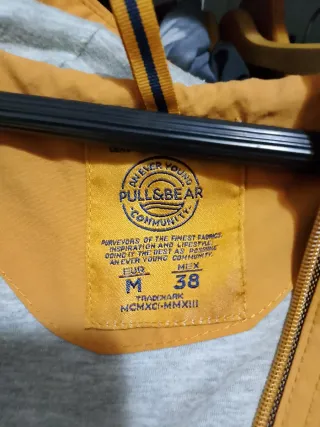 AN EVER YOUNG
PULL&BEAR
COMMUNITY
PURVEYORS OF THE FINEST FABRICS,
INSPIRATION AND LIFESTYLE,
DOING IT THE BEST AS POSSIBLE
AN EVER YOUNG COMMUNITY.
EUR MEX
M 38
TRADEMARK
MCMXCI-MMXIII